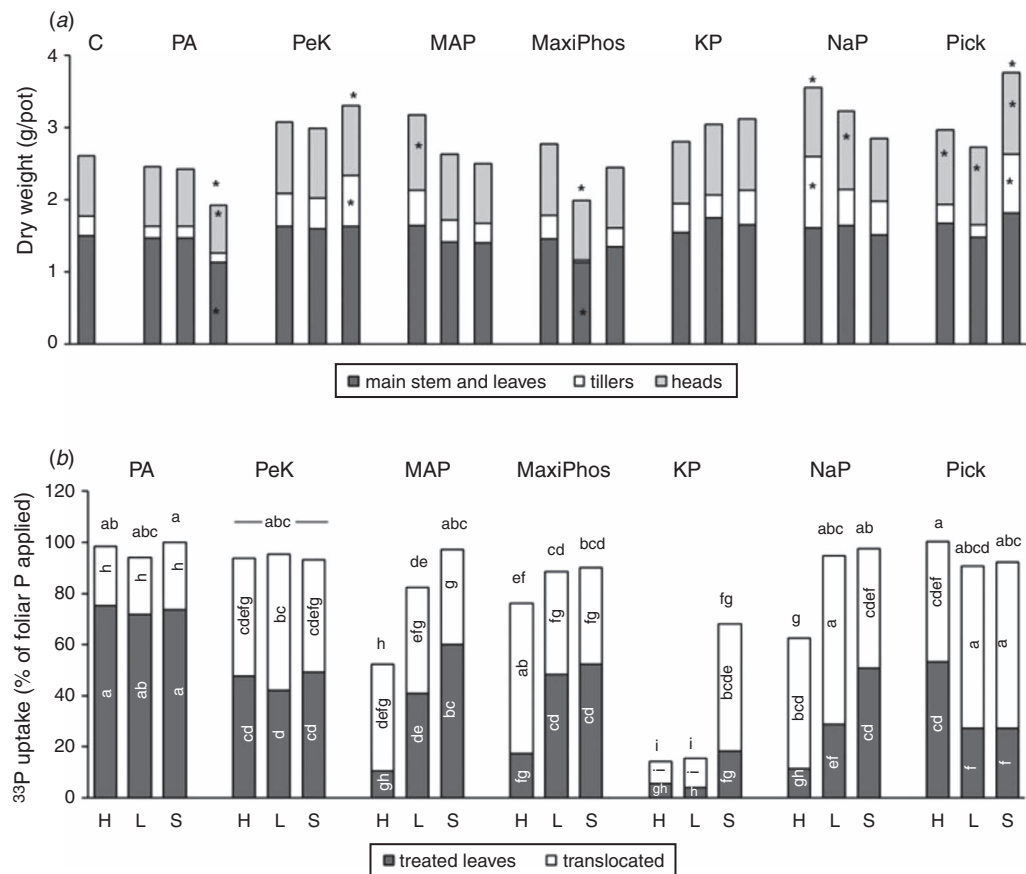 (a)
C PA PeK MAP MaxiPhos KP NaP Pick
Dry weight (g/pot)
4
3
2
1
0
* * * * * * * * * * * * * * * *
main stem and leaves tillers heads
(b)
PA PeK MAP MaxiPhos KP NaP Pick
33P uptake (% of foliar P applied)
120
100
80
60
40
20
0
ab abc a abc h de abc ef cd bcd i i fg g abc ab a abcd abc
h h h cdefg bc cdefg defg efg g ab fg fg i i bcde bcd a cdef cdef a a
a ab a cd d cd gh de bc fg cd cd gh h fg gh ef cd cd f f
H L S H L S H L S H L S H L S H L S H L S
treated leaves translocated